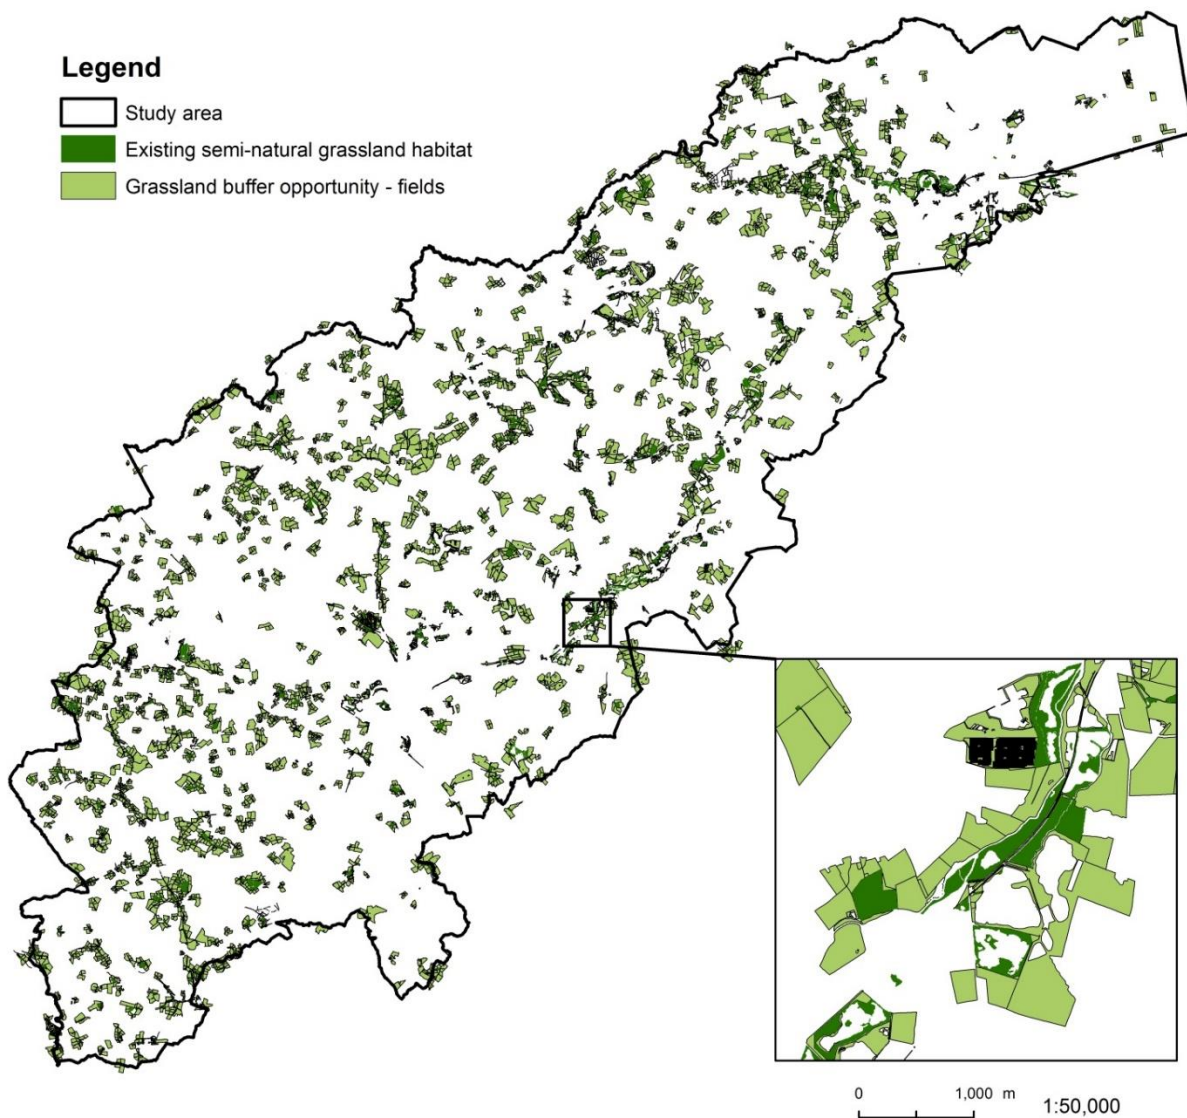 Legend
Study area
Existing semi-natural grassland habitat
Grassland buffer opportunity - fields
0 1,000 m 1:50,000